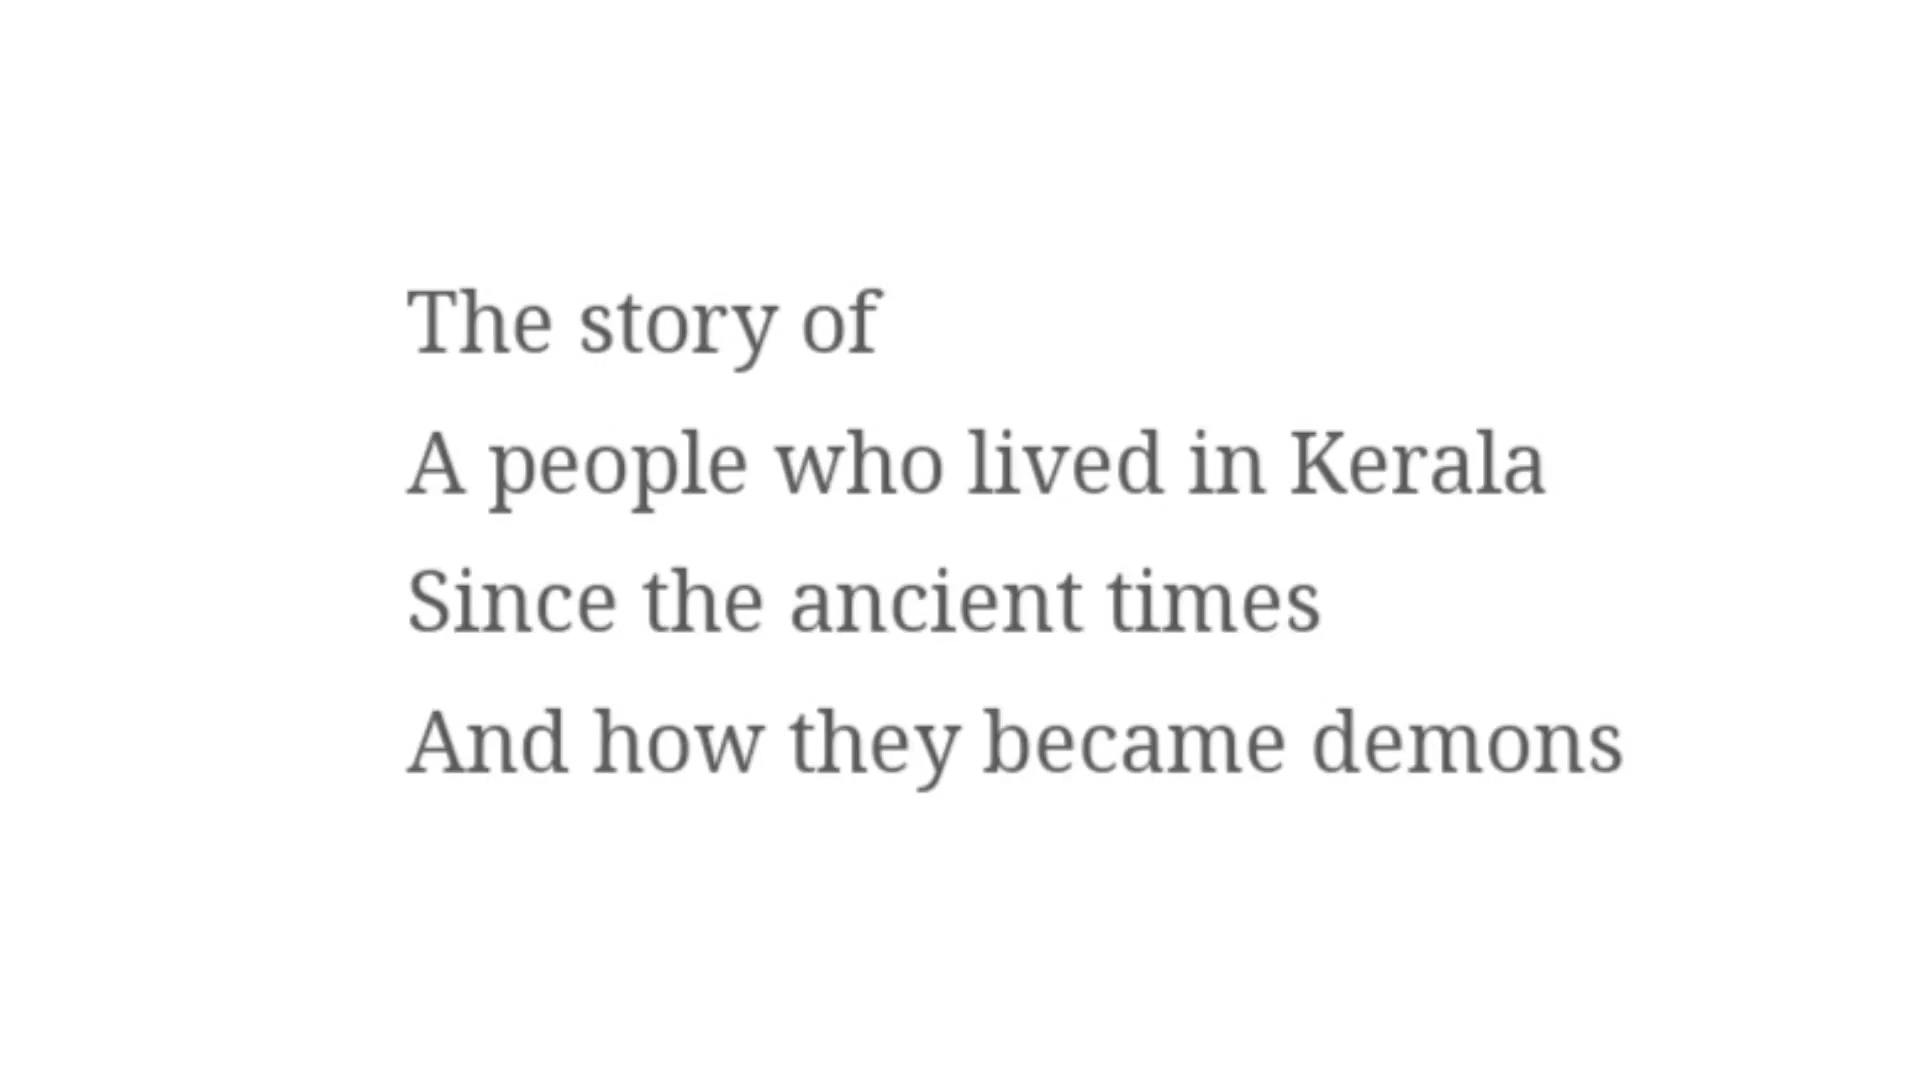 The story of
A people who lived in Kerala
Since the ancient times
And how they became demons